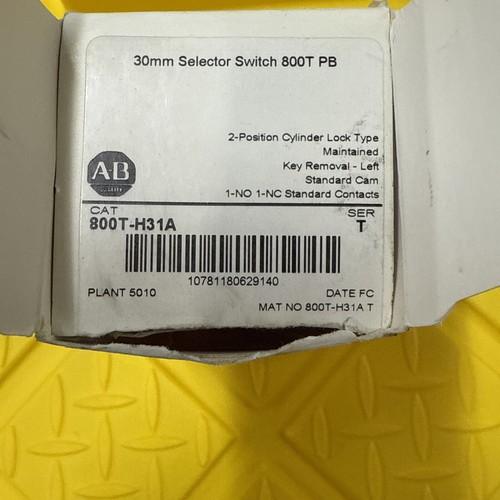 30mm Selector Switch 800T PB
2-Position Cylinder Lock Type
Maintained
Key Removal - Left
Standard Cam
1-NO 1-NC Standard Contacts
AB
CAT
SER
800T-H31A
T
10781180629140
PLANT 5010
DATE FC
MAT NO 800T-H31A T